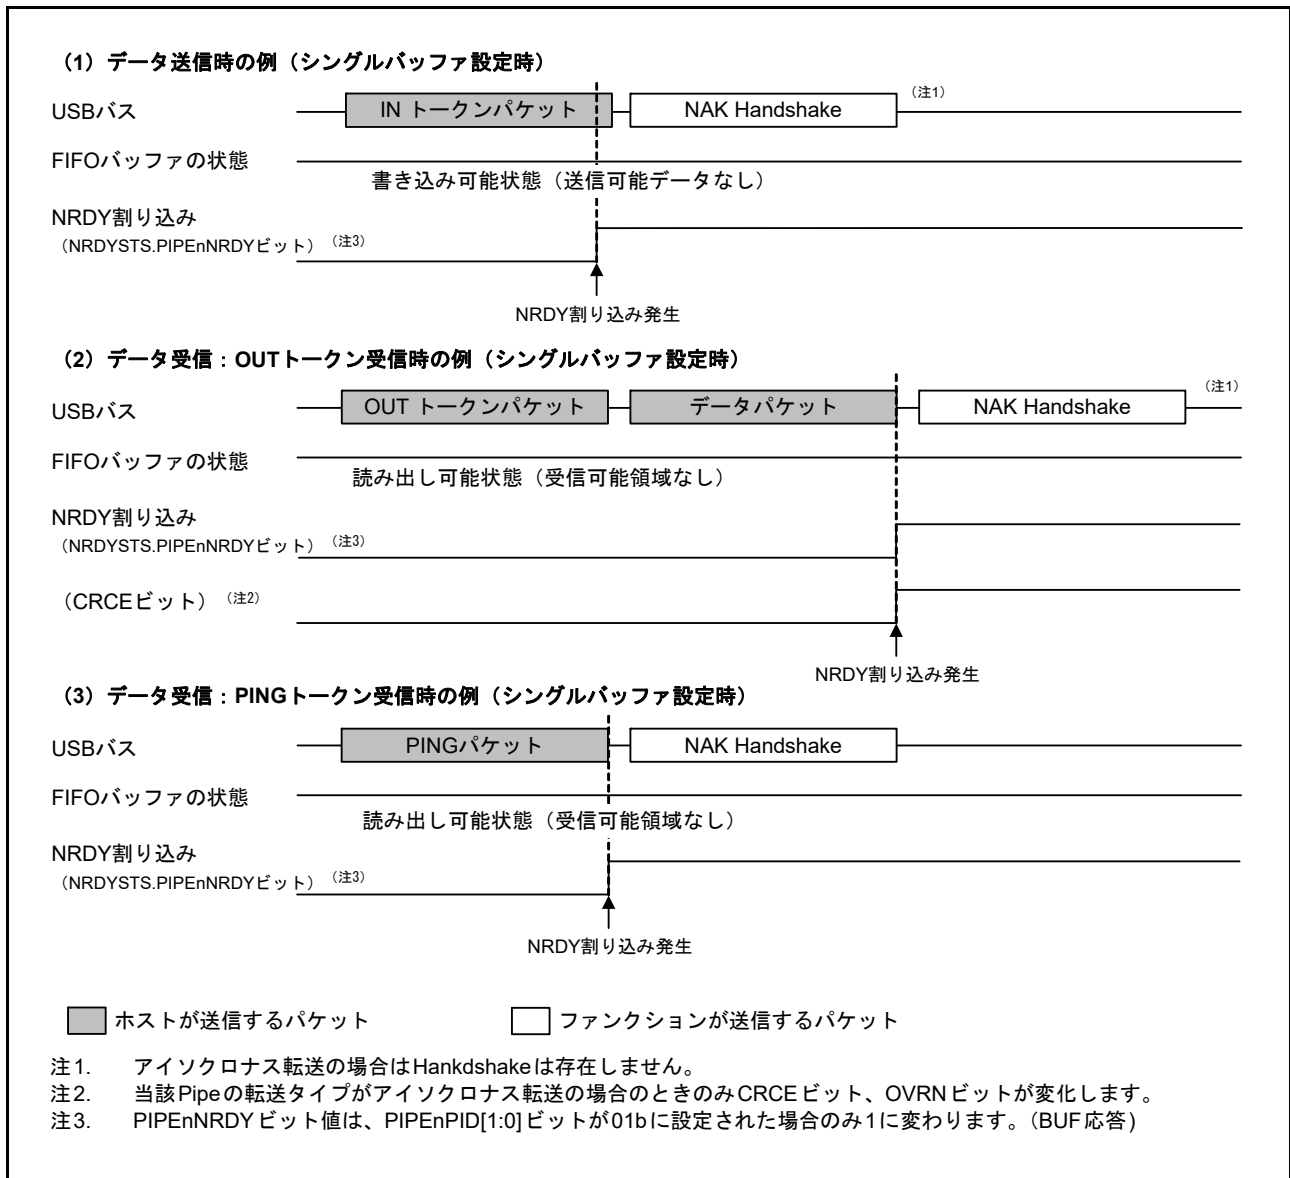 （1）データ送信時の例（シングルバッファ設定時）
USBバス
IN トークンパケット
NAK Handshake
（注1）
FIFOバッファの状態
書き込み可能状態（送信可能データなし）
NRDY割り込み
（NRDYSTS.PIPEnNRDYビット）（注3）
NRDY割り込み発生
（2）データ受信：OUTトークン受信時の例（シングルバッファ設定時）
USBバス
OUT トークンパケット
データパケット
NAK Handshake
（注1）
FIFOバッファの状態
読み出し可能状態（受信可能領域なし）
NRDY割り込み
（NRDYSTS.PIPEnNRDYビット）（注3）
（CRCEビット）（注2）
NRDY割り込み発生
（3）データ受信：PINGトークン受信時の例（シングルバッファ設定時）
USBバス
PINGパケット
NAK Handshake
FIFOバッファの状態
読み出し可能状態（受信可能領域なし）
NRDY割り込み
（NRDYSTS.PIPEnNRDYビット）（注3）
NRDY割り込み発生
ホストが送信するパケット
ファンクションが送信するパケット
注1. アイソクロナス転送の場合はHankdshakeは存在しません。
注2. 当該Pipeの転送タイプがアイソクロナス転送の場合のときのみCRCEビット、OVRNビットが変化します。
注3. PIPEnNRDYビット値は、PIPEnPID[1:0]ビットが01bに設定された場合のみ1に変わります。（BUF応答）